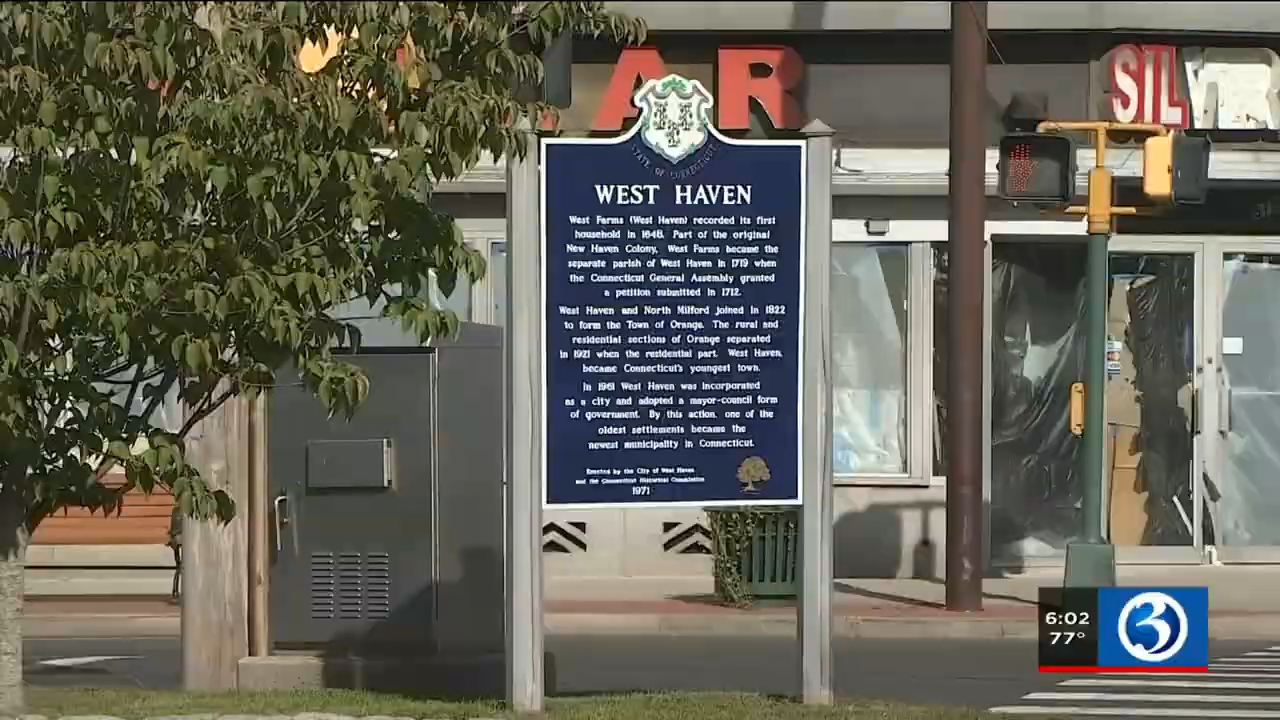 AR
SIL
STATE OF CONNECTICUT
WEST HAVEN
West Farms (West Haven) recorded its first
household in 1648. Part of the original
New Haven Colony, West Farms became the
separate parish of West Haven in 1719 when
the Connecticut General Assembly granted
a petition submitted in 1712.
West Haven and North Milford joined in 1822
to form the Town of Orange. The rural and
residential sections of Orange separated
in 1921 when the residential part, West Haven,
became Connecticut's youngest town.
In 1961 West Haven was incorporated
as a city and adopted a mayor-council form
of government. By this action, one of the
oldest settlements became the
newest municipality in Connecticut.
Erected by the City of West Haven
and the Connecticut Historical Commission
1971
6:02
77°
3